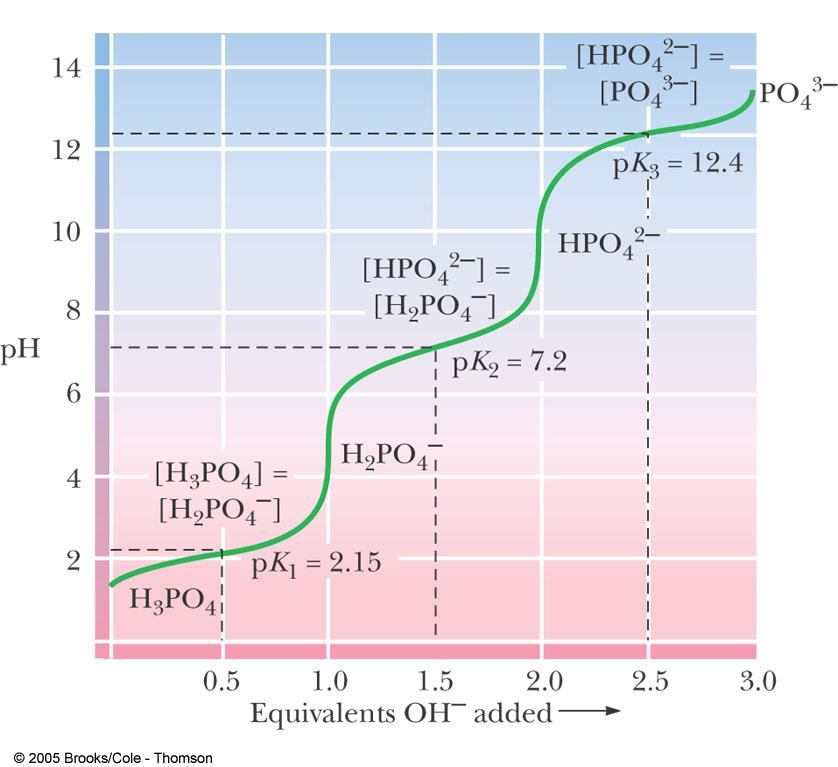 [HPO₄²⁻] =
[PO₄³⁻]
PO₄³⁻
14
12
pK₃ = 12.4
10
HPO₄²⁻
[HPO₄²⁻] =
[H₂PO₄⁻]
8
pH
pK₂ = 7.2
6
H₂PO₄⁻
[H₃PO₄] =
[H₂PO₄⁻]
4
2
pK₁ = 2.15
H₃PO₄
0.5 1.0 1.5 2.0 2.5 3.0
Equivalents OH⁻ added
© 2005 Brooks/Cole - Thomson